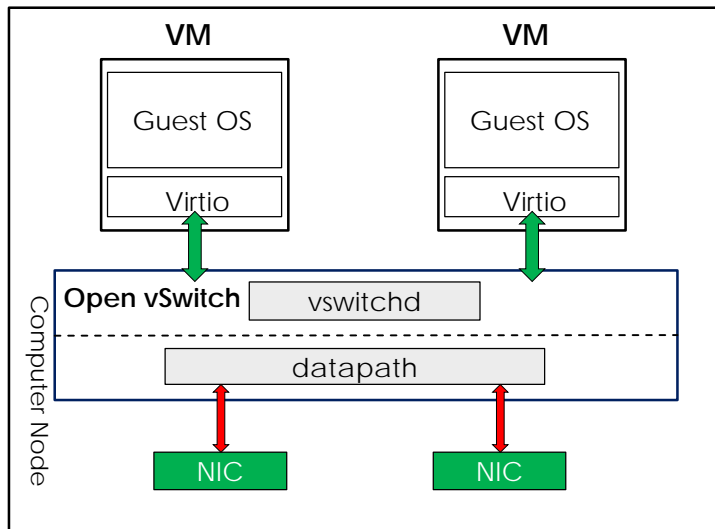 VM
VM
Guest OS
Guest OS
Virtio
Virtio
Open vSwitch
vswitchd
datapath
Computer Node
NIC
NIC